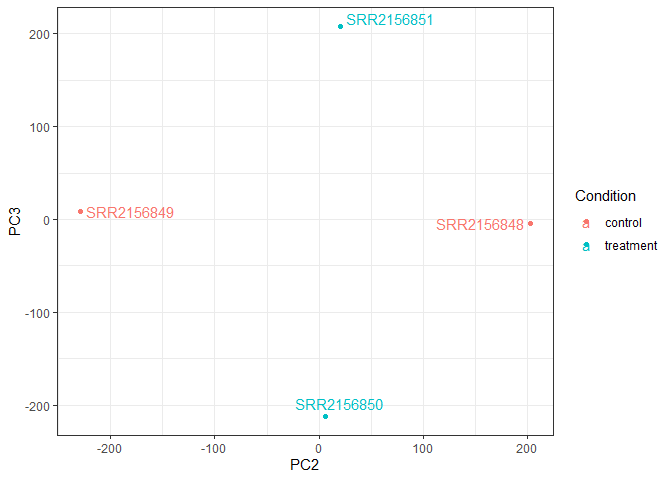 SRR2156851
200
100
SRR2156849
Condition
0
SRR2156848
a control
a treatment
PC3
-100
-200
SRR2156850
-200
-100
0
100
200
PC2